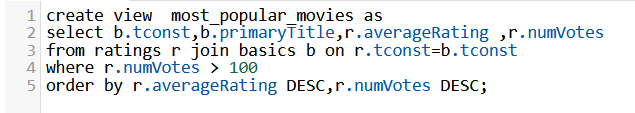 1 create view  most_popular_movies as
2 select b.tconst,b.primaryTitle,r.averageRating ,r.numVotes
3 from ratings r join basics b on r.tconst=b.tconst
4 where r.numVotes > 100
5 order by r.averageRating DESC,r.numVotes DESC;